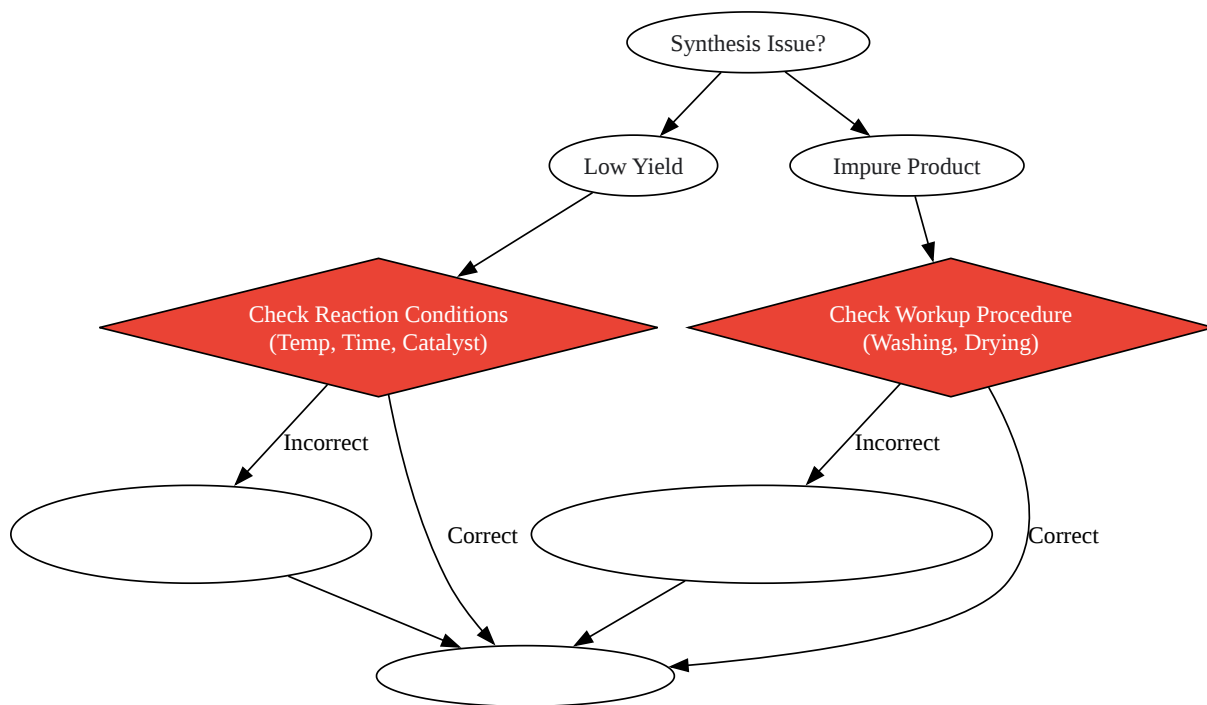 Synthesis Issue?
Low Yield
Impure Product
Check Reaction Conditions
(Temp, Time, Catalyst)
Check Workup Procedure
(Washing, Drying)
Incorrect
Incorrect
Correct
Correct